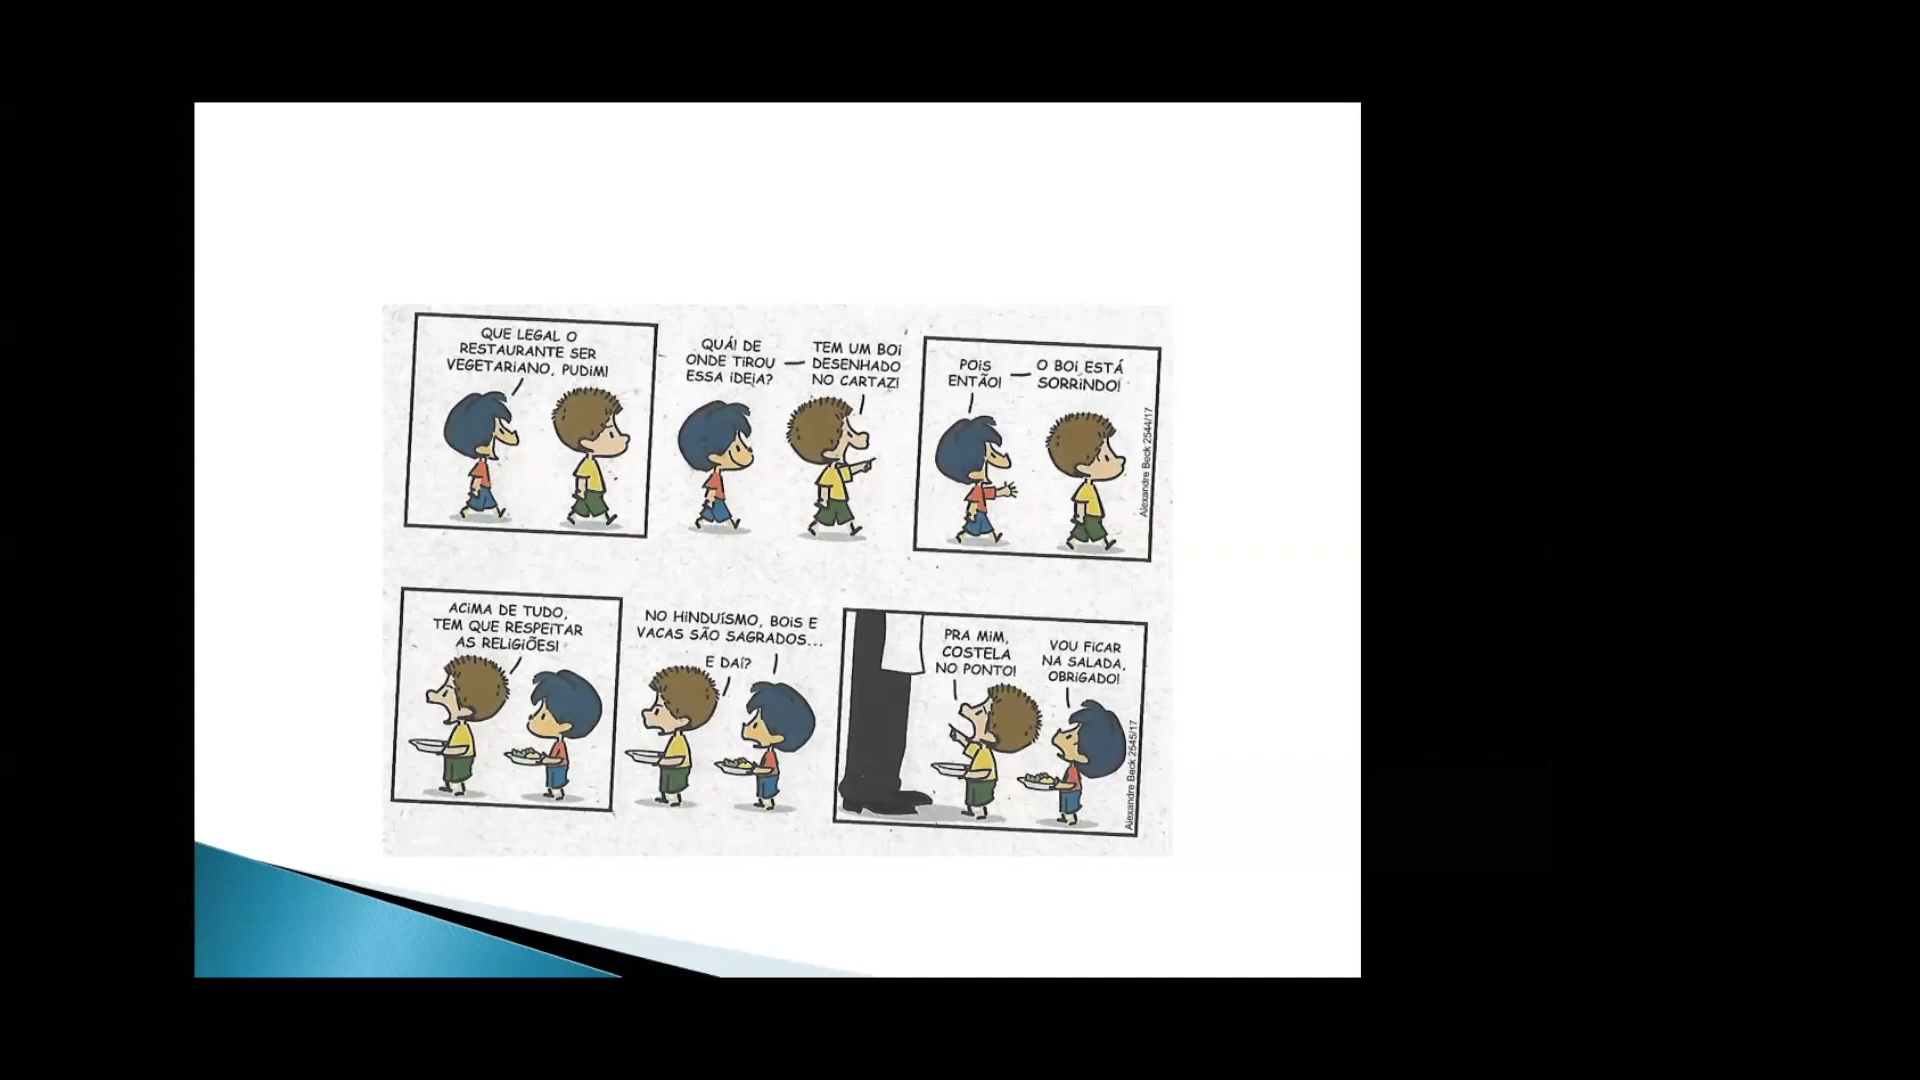 QUE LEGAL O
RESTAURANTE SER
VEGETARIANO, PUDIM!
QUÁ! DE
ONDE TIROU
ESSA IDEIA?
TEM UM BOI
DESENHADO
NO CARTAZ!
POIS
ENTÃO!
O BOI ESTÁ
SORRINDO!
Alexandre Beck 2544/17
ACIMA DE TUDO,
TEM QUE RESPEITAR
AS RELIGIÕES!
NO HINDUÍSMO, BOIS E
VACAS SÃO SAGRADOS...
E DAÍ?
PRA MIM,
COSTELA
NO PONTO!
VOU FICAR
NA SALADA,
OBRIGADO!
Alexandre Beck 2545/17